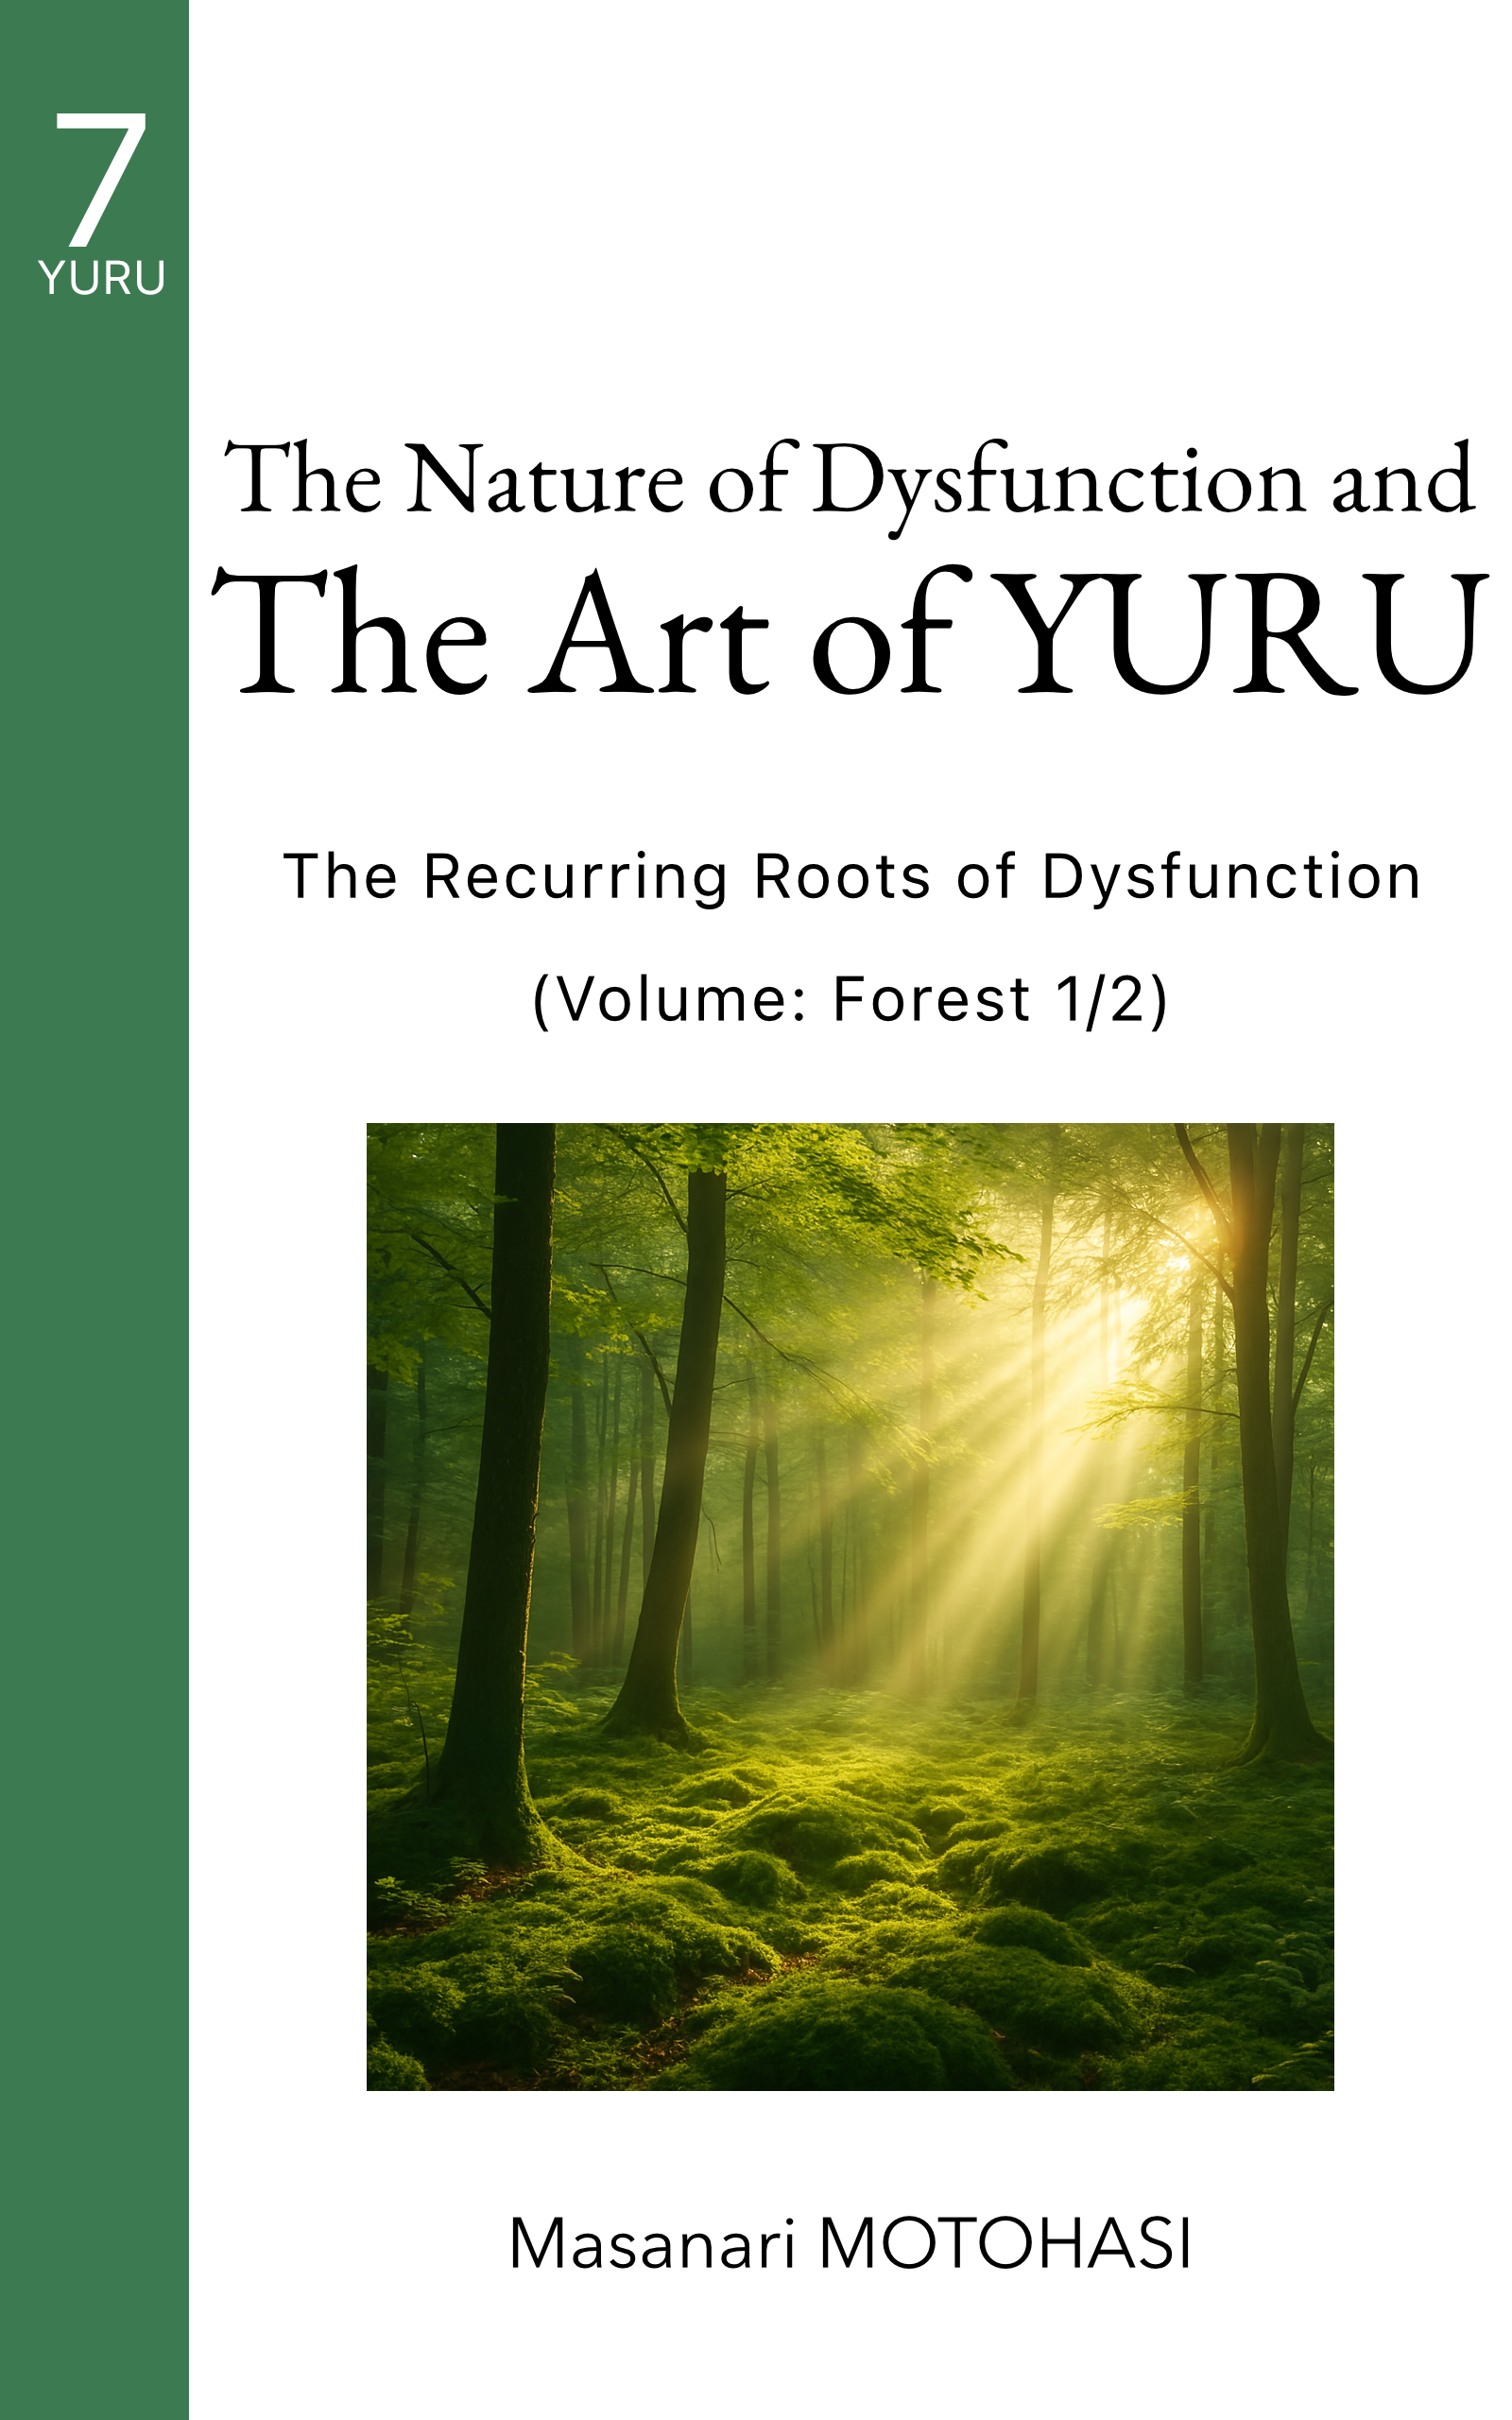 7
YURU
The Nature of Dysfunction and
The Art of YURU
The Recurring Roots of Dysfunction
(Volume: Forest 1/2)
Masanari MOTOHASI